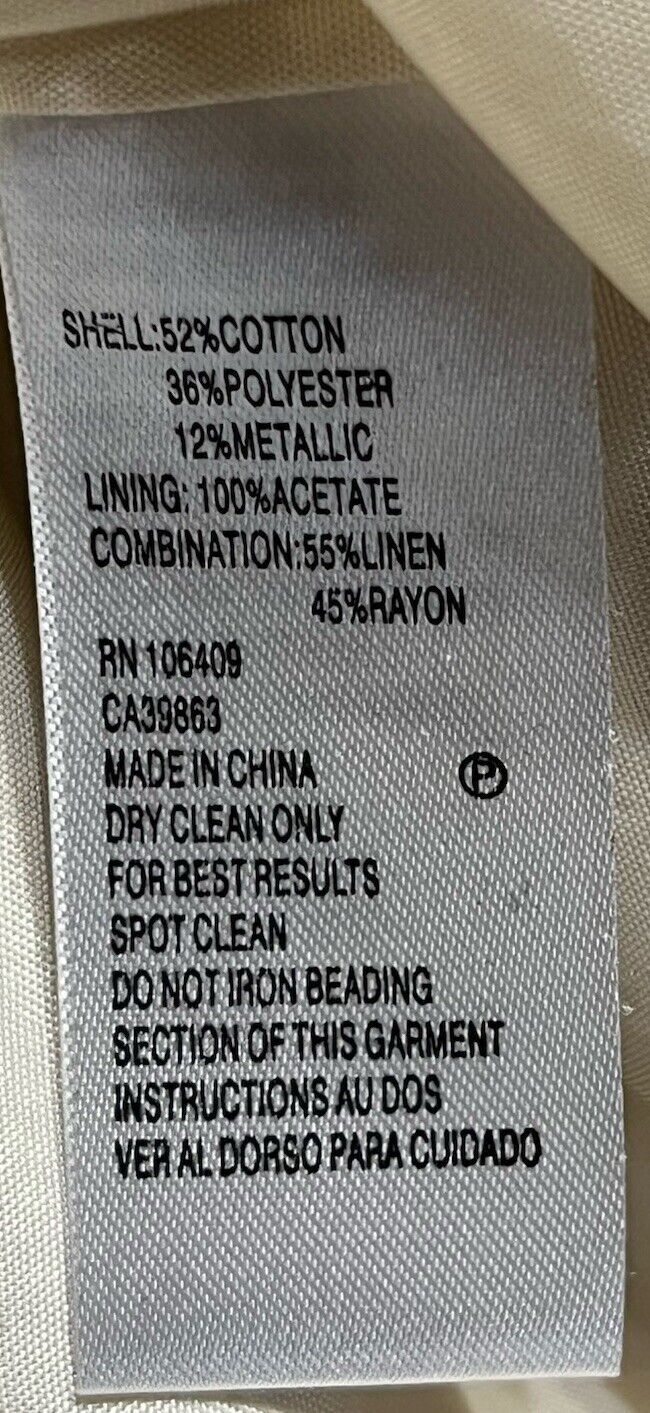 SHELL:52%COTTON
36%POLYESTER
12%METALLIC
LINING: 100%ACETATE
COMBINATION:55%LINEN
45%RAYON
RN 106409
CA39863
MADE IN CHINA
P
DRY CLEAN ONLY
FOR BEST RESULTS
SPOT CLEAN
DO NOT IRON BEADING
SECTION OF THIS GARMENT
INSTRUCTIONS AU DOS
VER AL DORSO PARA CUIDADO